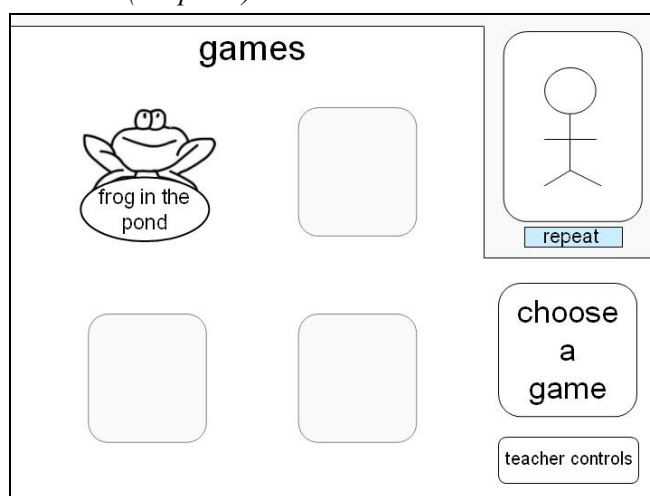 games
frog in the
pond
repeat
choose
a
game
teacher controls